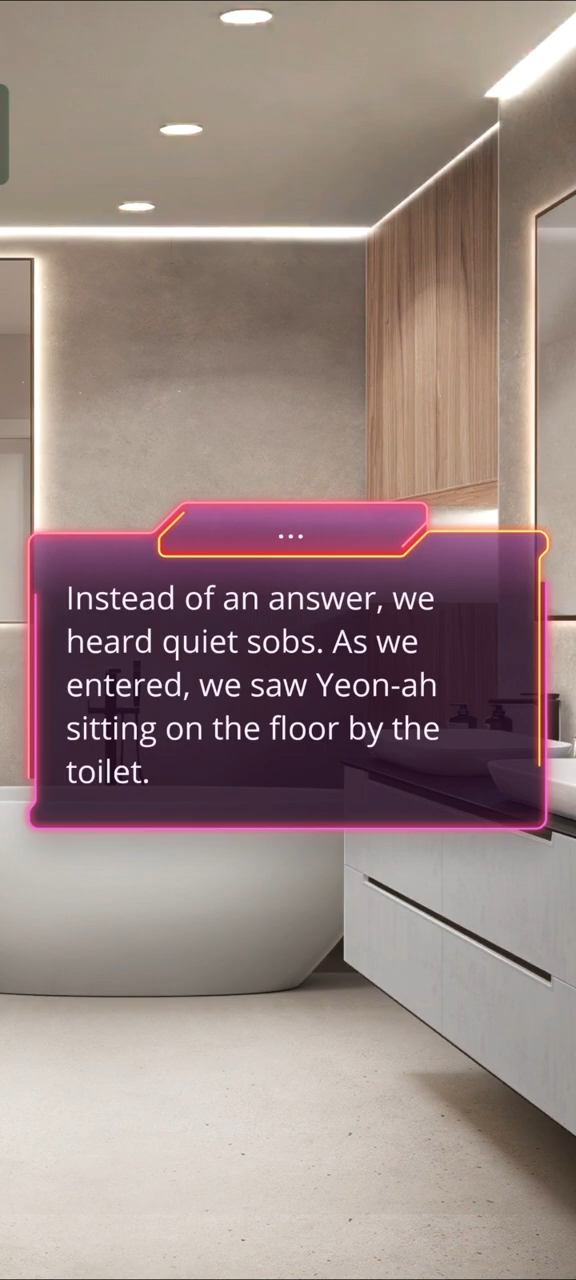 ...
Instead of an answer, we
heard quiet sobs. As we
entered, we saw Yeon-ah
sitting on the floor by the
toilet.